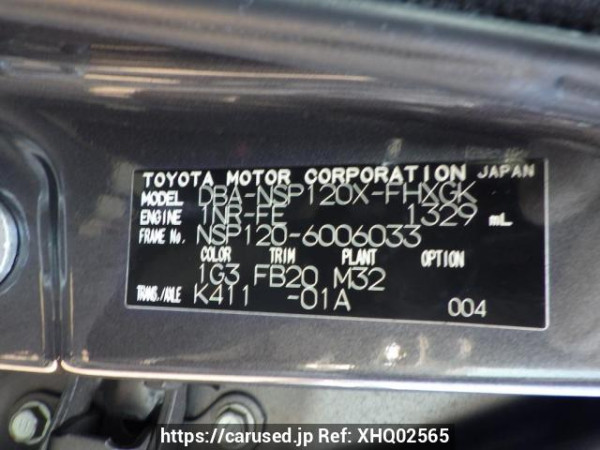 TOYOTA MOTOR CORPORATION JAPAN
MODEL DBA-NSP120X-FHXGK
ENGINE 1NR-FE 1329 mL
FRAME No. NSP120-6006033
COLOR TRIM PLANT OPTION
1G3 FB20 M32
TRANS./AXLE K411 -01A 004
https://carused.jp Ref: XHQ02565